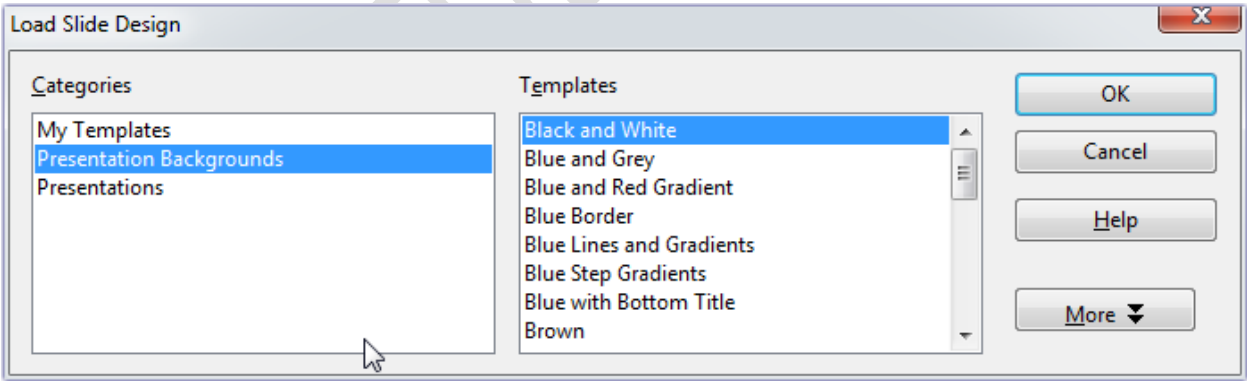 Load Slide Design
Categories
My Templates
Presentation Backgrounds
Presentations
Templates
Black and White
Blue and Grey
Blue and Red Gradient
Blue Border
Blue Lines and Gradients
Blue Step Gradients
Blue with Bottom Title
Brown
OK
Cancel
Help
More